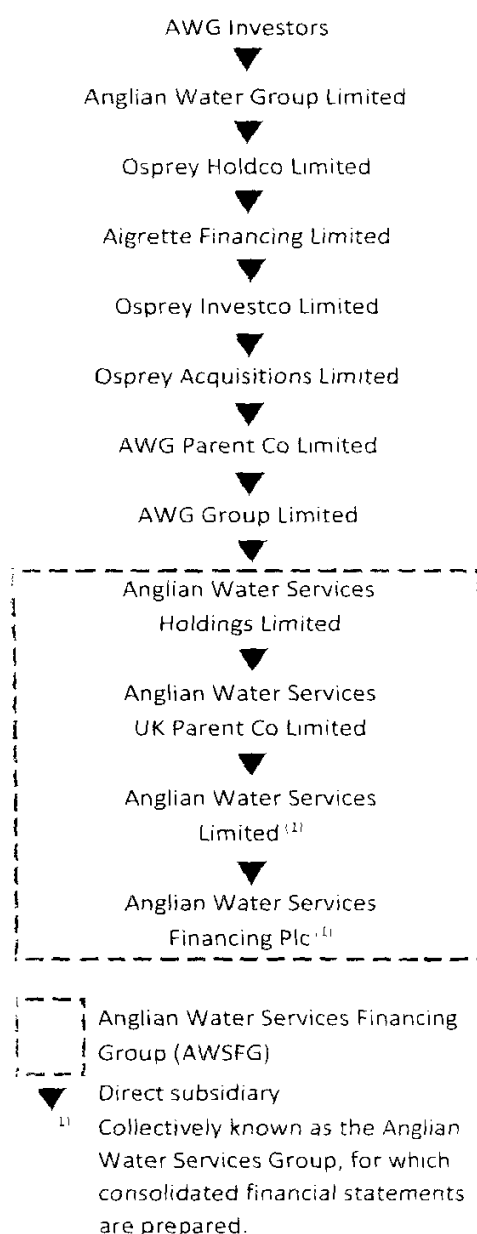 AWG Investors
Anglian Water Group Limited
Osprey Holdco Limited
Aigrette Financing Limited
Osprey Investco Limited
Osprey Acquisitions Limited
AWG Parent Co Limited
AWG Group Limited
Anglian Water Services
Holdings Limited
Anglian Water Services
UK Parent Co Limited
Anglian Water Services
Limited (1)
Anglian Water Services
Financing Plc (1)
Anglian Water Services Financing
Group (AWSFG)
Direct subsidiary
1) Collectively known as the Anglian
Water Services Group, for which
consolidated financial statements
are prepared.